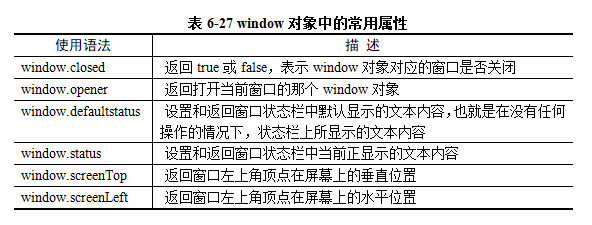 表 6-27 window 对象中的常用属性
使用语法 描 述
window.closed 返回 true 或 false，表示 window 对象对应的窗口是否关闭
window.opener 返回打开当前窗口的那个 window 对象
window.defaultstatus 设置和返回窗口状态栏中默认显示的文本内容，也就是在没有任何
操作的情况下，状态栏上所显示的文本内容
window.status 设置和返回窗口状态栏中当前正显示的文本内容
window.screenTop 返回窗口左上角顶点在屏幕上的垂直位置
window.screenLeft 返回窗口左上角顶点在屏幕上的水平位置